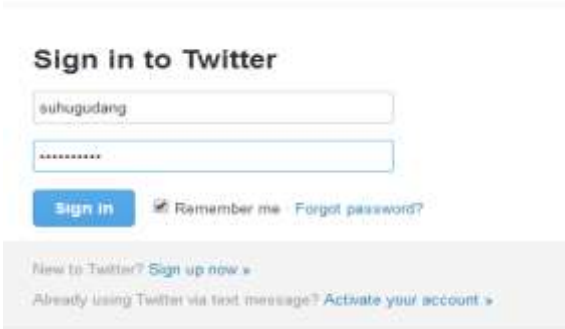 Sign in to Twitter
suhugudang
••••••••••
Sign in Remember me · Forgot password?
New to Twitter? Sign up now »
Already using Twitter via text message? Activate your account »